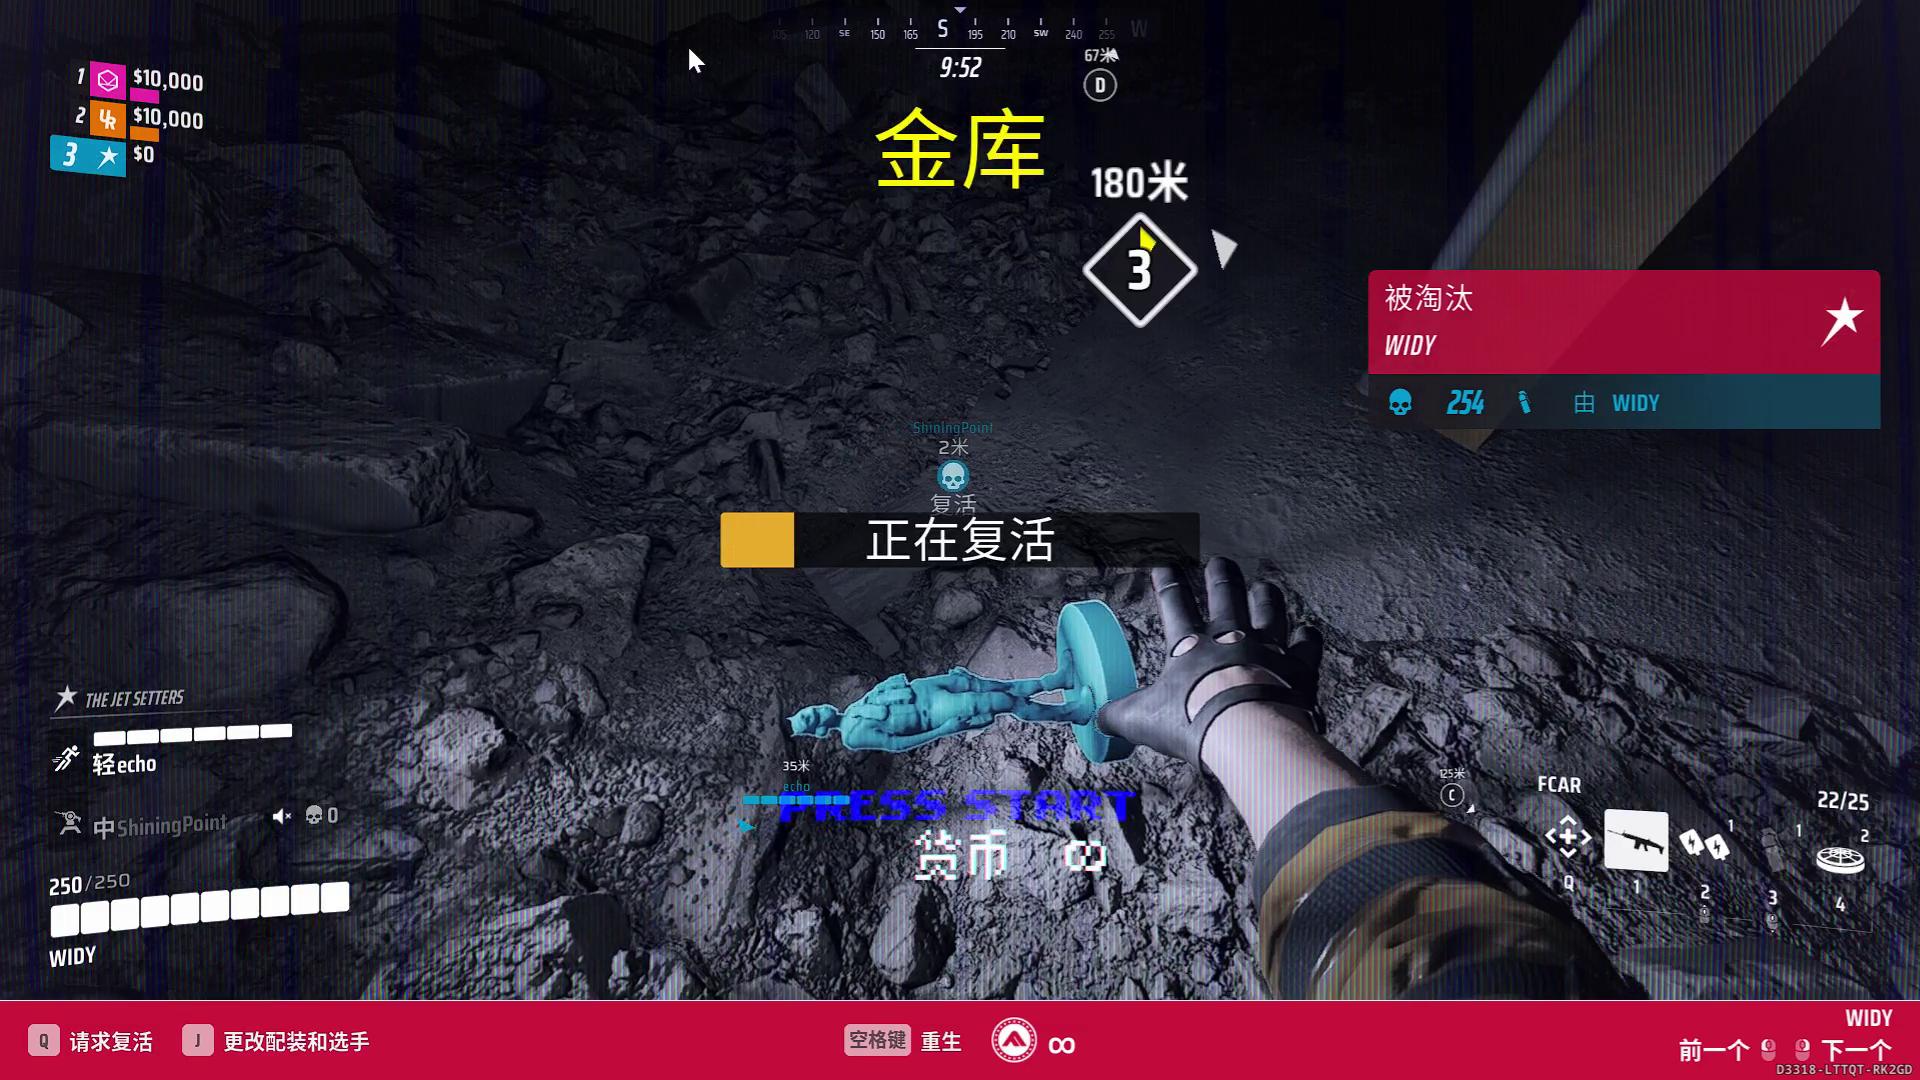 105 120 SE 150 165 S 195 210 SW 240 255 W
9:52
67米
D
1 $10,000
2 $10,000
3 $0
金库
180米
3
被淘汰
WIDY
254 由 WIDY
ShiningPoint
2米
复活
正在复活
THE JET SETTERS
轻echo
中ShiningPoint 0
250/250
WIDY
35米
echo
PRESS START
货币 ∞
125米
C
FCAR
22/25
1 1 2
Q 1 2 3 4
Q 请求复活 J 更改配装和选手
空格键 重生 ∞
WIDY
前一个 下一个
D3318-LTTQT-RK2GD